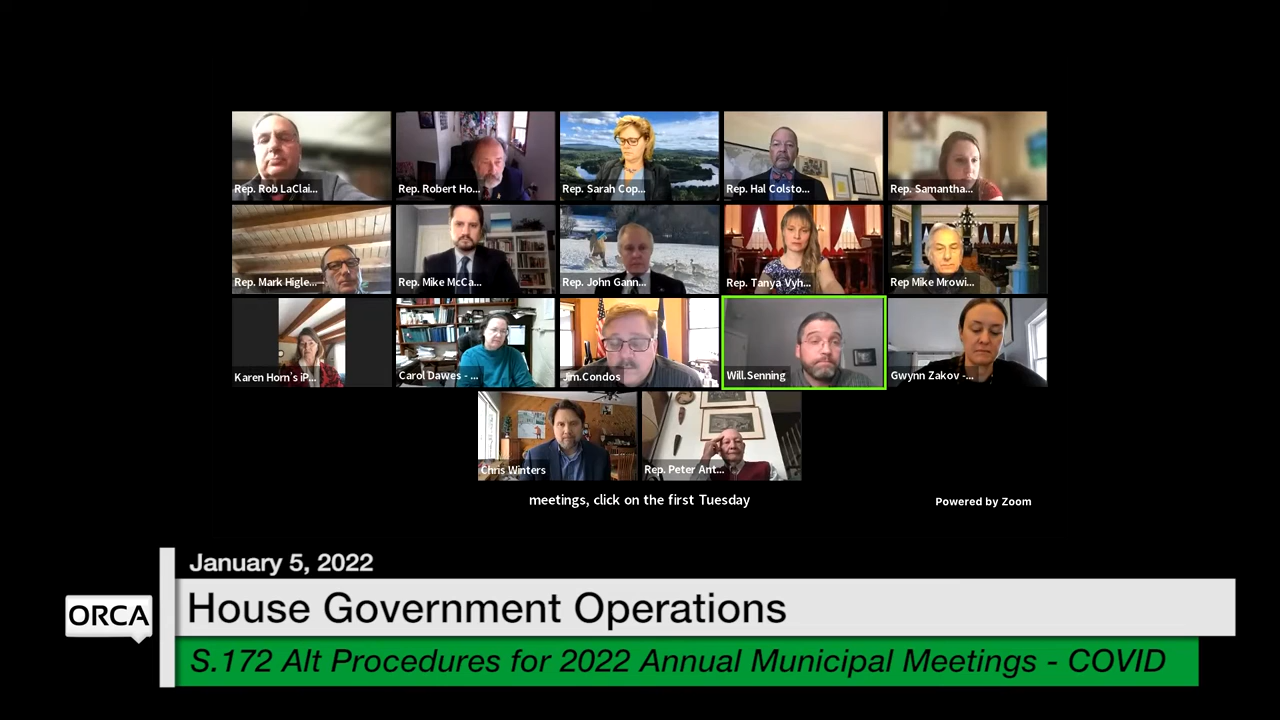 Rep. Rob LaClai...
Rep. Robert Ho...
Rep. Sarah Cop...
Rep. Hal Colsto...
Rep. Samantha...
Rep. Mark Higle...
Rep. Mike McCa...
Rep. John Gann...
Rep. Tanya Vyh...
Rep Mike Mrowi...
Karen Horn's iP...
Carol Dawes - ...
Jim.Condos
Will.Senning
Gwynn Zakov -...
Chris Winters
Rep. Peter Ant...
meetings, click on the first Tuesday
Powered by Zoom
January 5, 2022
ORCA
House Government Operations
S.172 Alt Procedures for 2022 Annual Municipal Meetings - COVID